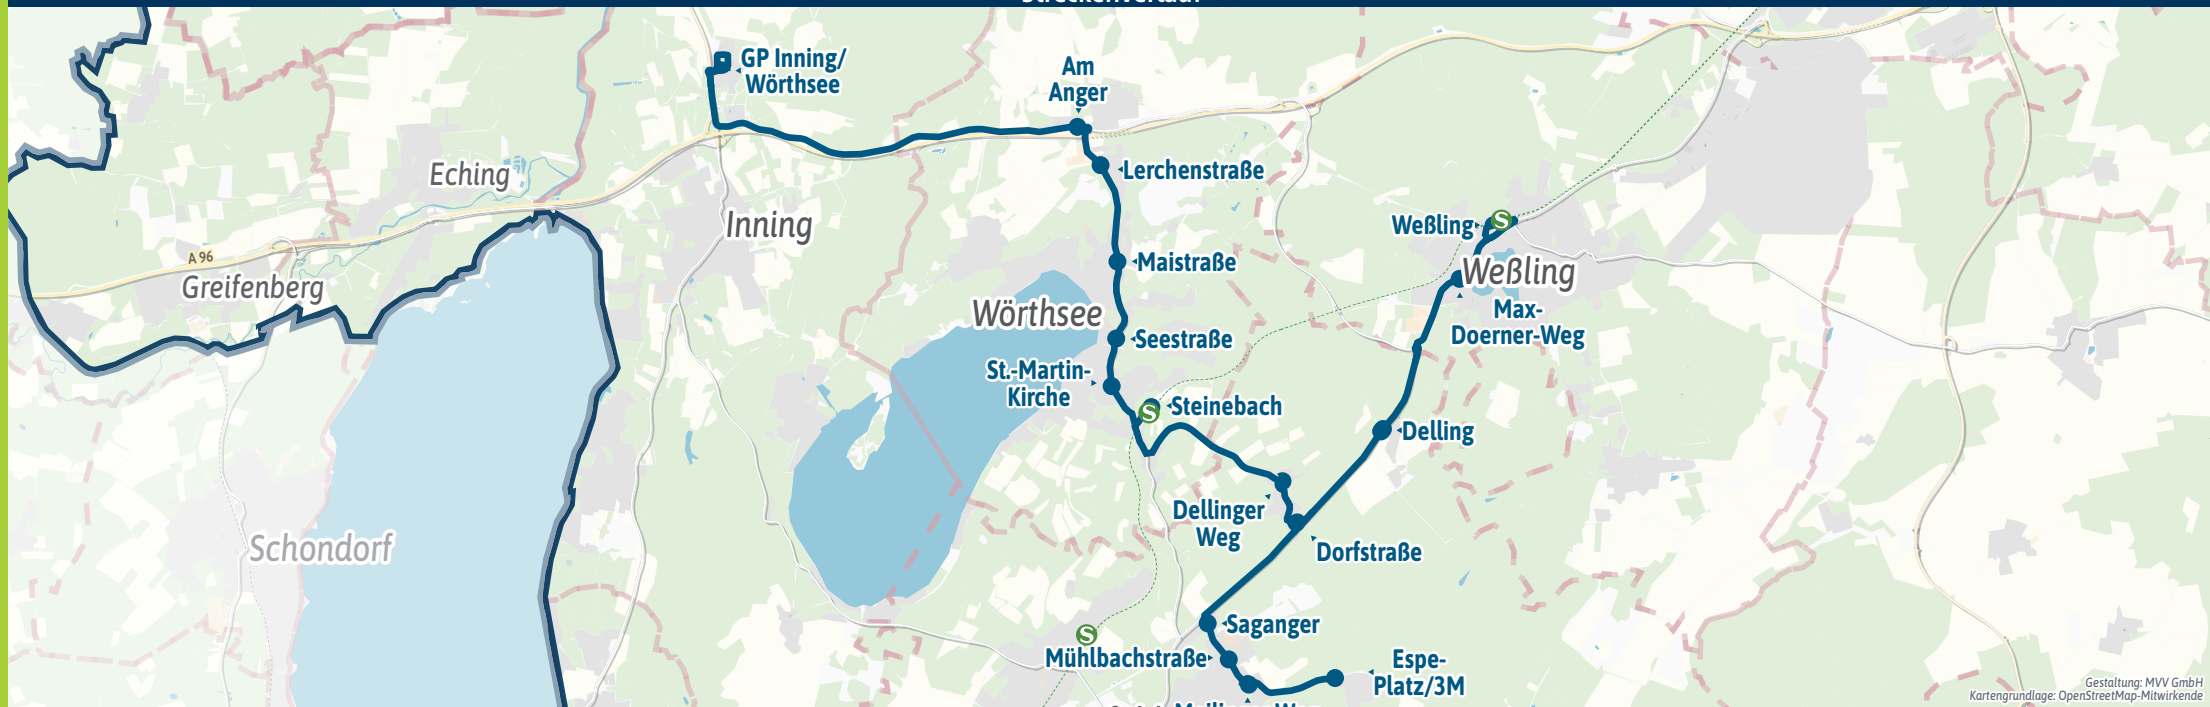 Streckenverlauf
GP Inning/
Wörthsee
Am
Anger
Lerchenstraße
Eching
Inning
Weßling
S
A 96
Maistraße
Weßling
Greifenberg
Wörthsee
Max-
Doerner-Weg
Seestraße
St.-Martin-
Kirche
S
Steinebach
Delling
Dellinger
Weg
Schondorf
Dorfstraße
Saganger
S
Mühlbachstraße
Espe-
Platz/3M
Gestaltung: MVV GmbH
Kartengrundlage: OpenStreetMap-Mitwirkende